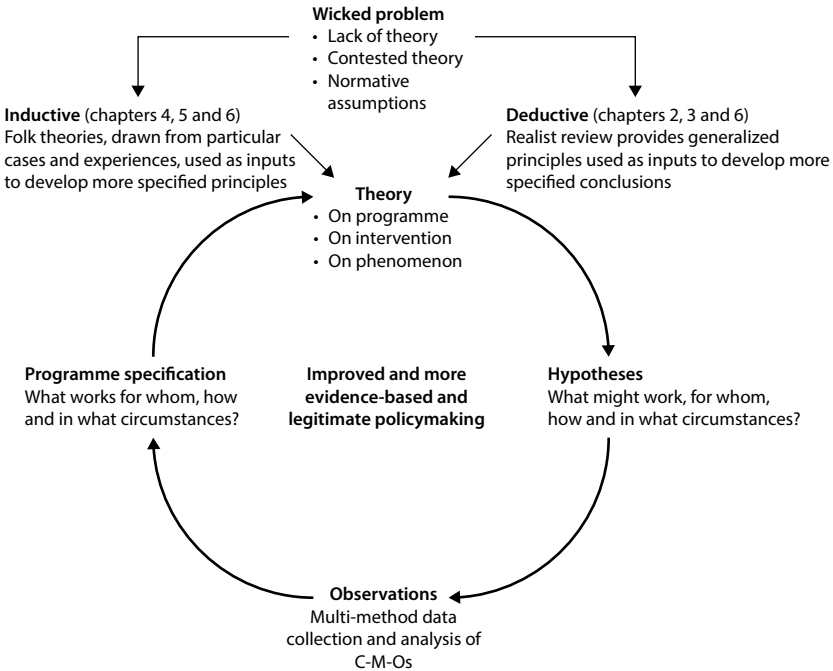 Wicked problem
• Lack of theory
• Contested theory
• Normative
assumptions
Inductive (chapters 4, 5 and 6)
Folk theories, drawn from particular
cases and experiences, used as inputs
to develop more specified principles
Deductive (chapters 2, 3 and 6)
Realist review provides generalized
principles used as inputs to develop more
specified conclusions
Theory
• On programme
• On intervention
• On phenomenon
Programme specification
What works for whom, how
and in what circumstances?
Improved and more
evidence-based and
legitimate policymaking
Hypotheses
What might work, for whom,
how and in what circumstances?
Observations
Multi-method data
collection and analysis of
C-M-Os